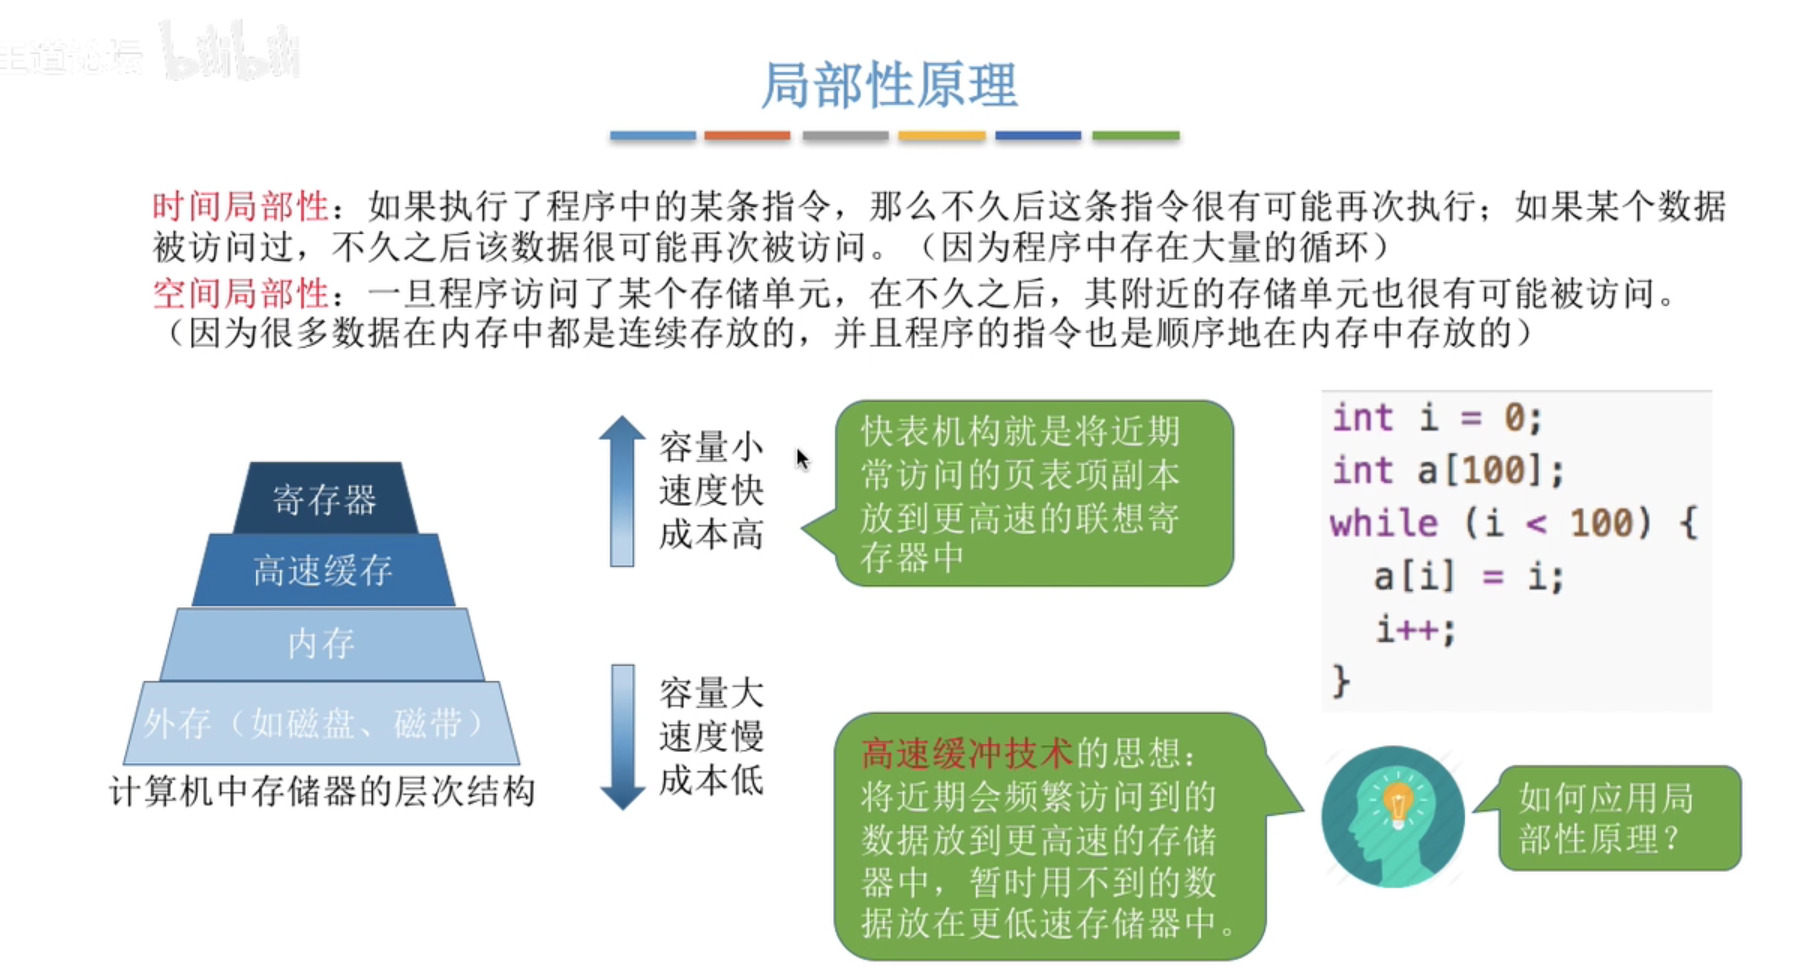 王道论坛 bilibili
局部性原理
时间局部性：如果执行了程序中的某条指令，那么不久后这条指令很有可能再次执行；如果某个数据
被访问过，不久之后该数据很可能再次被访问。（因为程序中存在大量的循环）
空间局部性：一旦程序访问了某个存储单元，在不久之后，其附近的存储单元也很有可能被访问。
（因为很多数据在内存中都是连续存放的，并且程序的指令也是顺序地在内存中存放的）
寄存器
高速缓存
内存
外存（如磁盘、磁带）
计算机中存储器的层次结构
容量小
速度快
成本高
容量大
速度慢
成本低
快表机构就是将近期
常访问的页表项副本
放到更高速的联想寄
存器中
int i = 0;
int a[100];
while (i < 100) {
a[i] = i;
i++;
}
高速缓冲技术的思想：
将近期会频繁访问到的
数据放到更高速的存储
器中，暂时用不到的数
据放在更低速存储器中。
如何应用局
部性原理？